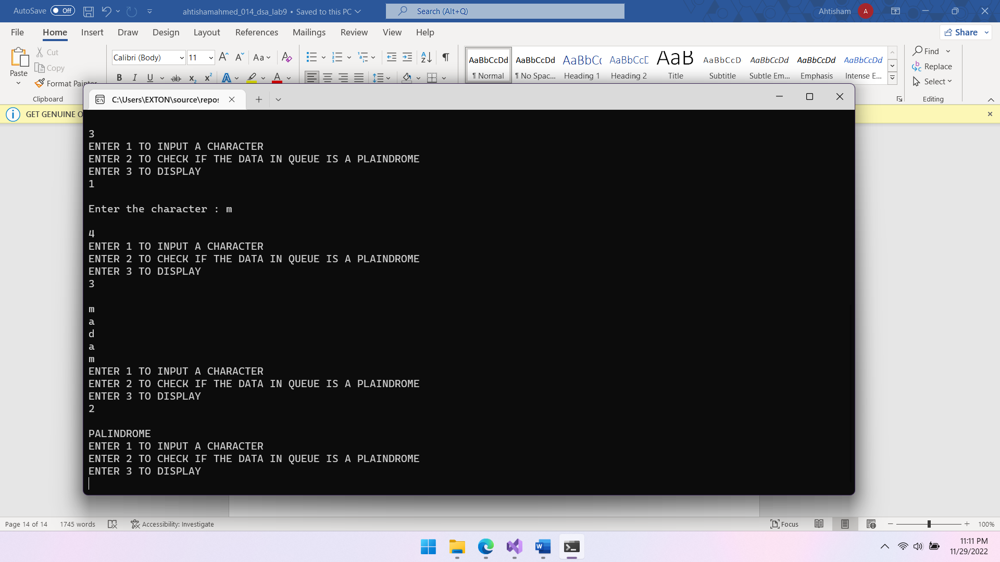 AutoSave Off ahtishamahmed_014_dsa_lab9 • Saved to this PC Search (Alt+Q) Ahtisham A
File Home Insert Draw Design Layout References Mailings Review View Help Share
Paste Cut Copy Format Painter
Clipboard
Calibri (Body) 11 Aa
B I U ab x₂ x² A A
AaBbCcDd AaBbCcDd AaBbCc AaBbCcD AaB AaBbCcD AaBbCcDd AaBbCcDd AaBbCcDd
¶ Normal ¶ No Spac... Heading 1 Heading 2 Title Subtitle Subtle Em... Emphasis Intense E...
Find
Replace
Select
Editing
GET GENUINE O
C:\Users\EXTON\source\repos
3
ENTER 1 TO INPUT A CHARACTER
ENTER 2 TO CHECK IF THE DATA IN QUEUE IS A PLAINDROME
ENTER 3 TO DISPLAY
1
Enter the character : m
4
ENTER 1 TO INPUT A CHARACTER
ENTER 2 TO CHECK IF THE DATA IN QUEUE IS A PLAINDROME
ENTER 3 TO DISPLAY
3
m
a
d
a
m
ENTER 1 TO INPUT A CHARACTER
ENTER 2 TO CHECK IF THE DATA IN QUEUE IS A PLAINDROME
ENTER 3 TO DISPLAY
2
PALINDROME
ENTER 1 TO INPUT A CHARACTER
ENTER 2 TO CHECK IF THE DATA IN QUEUE IS A PLAINDROME
ENTER 3 TO DISPLAY
Page 14 of 14 1745 words Accessibility: Investigate Focus 100%
11:11 PM
11/29/2022